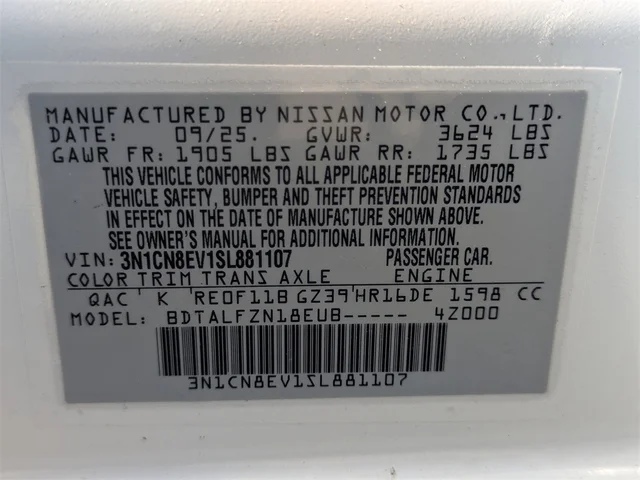 MANUFACTURED BY NISSAN MOTOR CO., LTD.
DATE: 09/25. GVWR: 3624 LBS
GAWR FR: 1905 LBS GAWR RR: 1735 LBS
THIS VEHICLE CONFORMS TO ALL APPLICABLE FEDERAL MOTOR
VEHICLE SAFETY, BUMPER AND THEFT PREVENTION STANDARDS
IN EFFECT ON THE DATE OF MANUFACTURE SHOWN ABOVE.
SEE OWNER'S MANUAL FOR ADDITIONAL INFORMATION.
VIN: 3N1CN8EV1SL881107 PASSENGER CAR.
COLOR TRIM TRANS AXLE ENGINE
QAC K RE0F11B GZ39 HR16DE 1598 CC
MODEL: BDTALFZN18EUB----- 4Z000
3N1CN8EV1SL881107